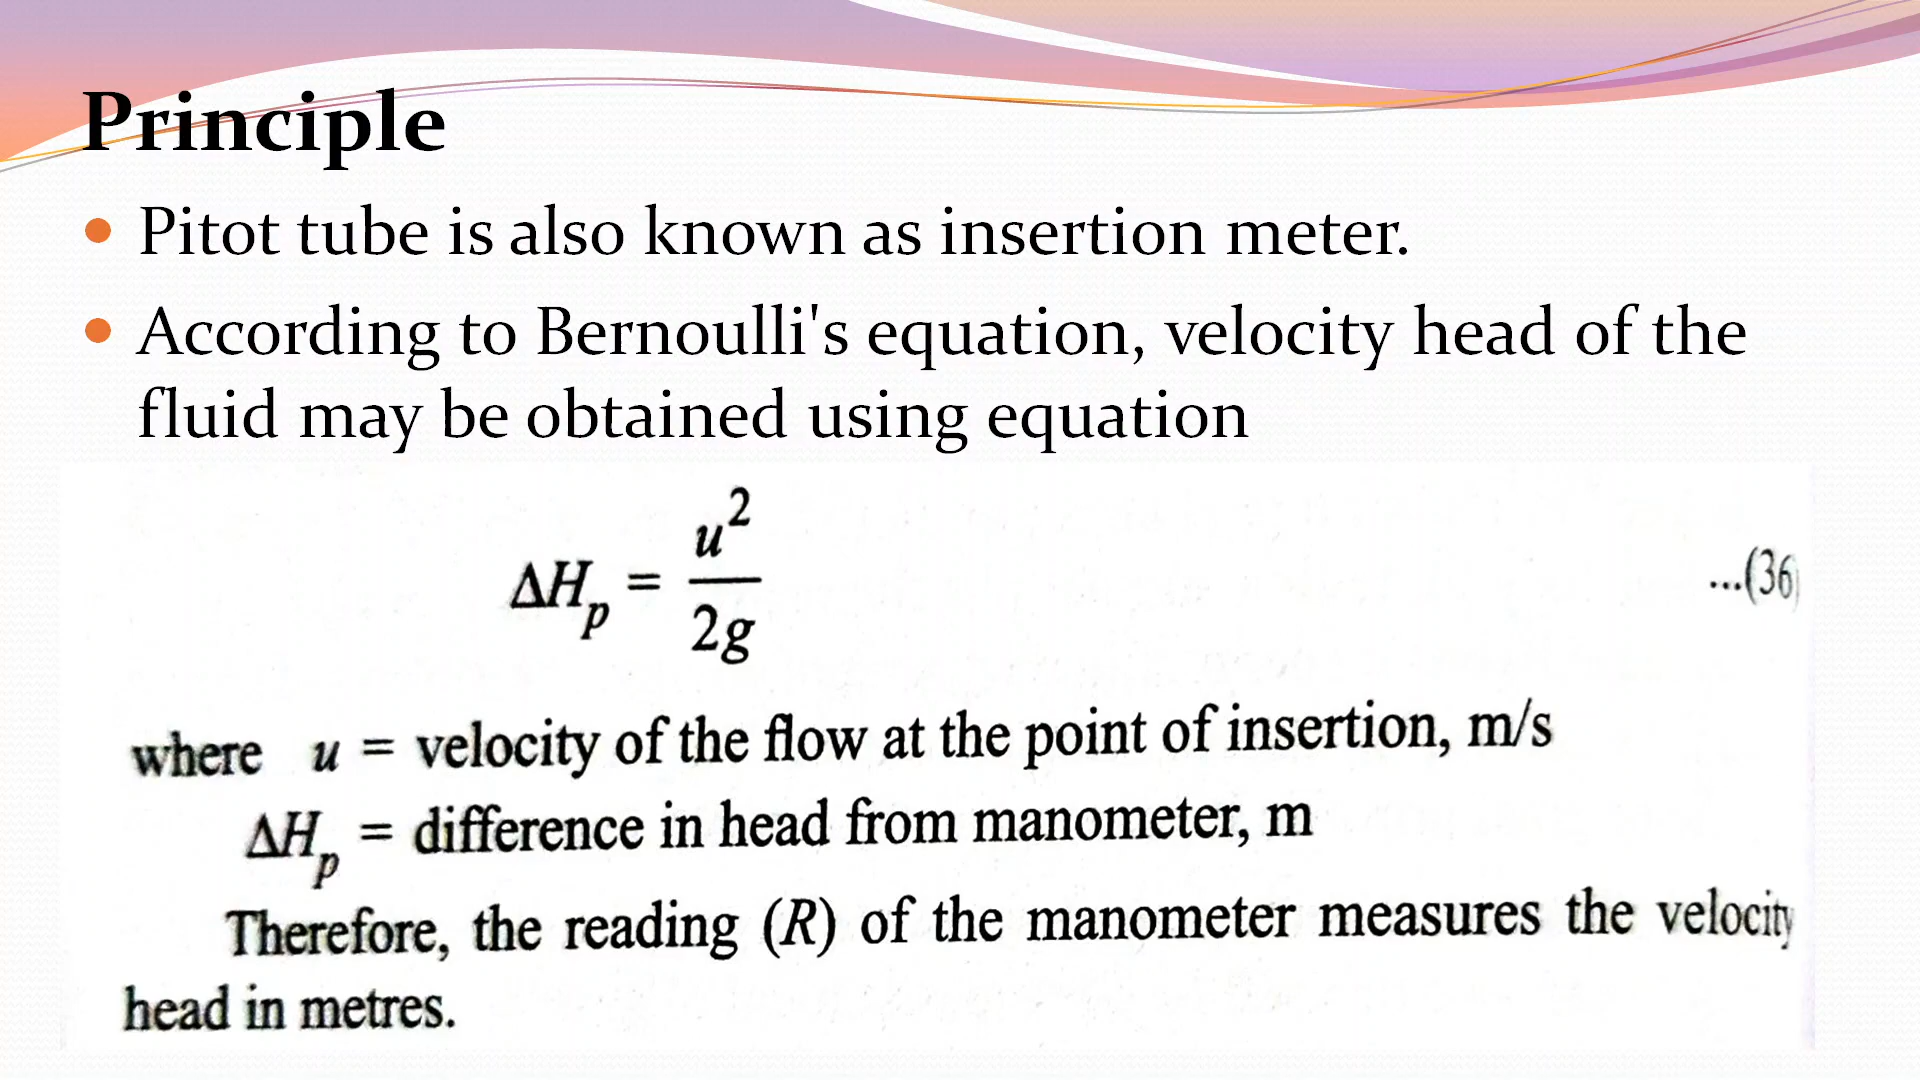 Principle
Pitot tube is also known as insertion meter.
According to Bernoulli's equation, velocity head of the
fluid may be obtained using equation
ΔH_p = u²/2g ...(36)
where u = velocity of the flow at the point of insertion, m/s
ΔH_p = difference in head from manometer, m
Therefore, the reading (R) of the manometer measures the velocity
head in metres.